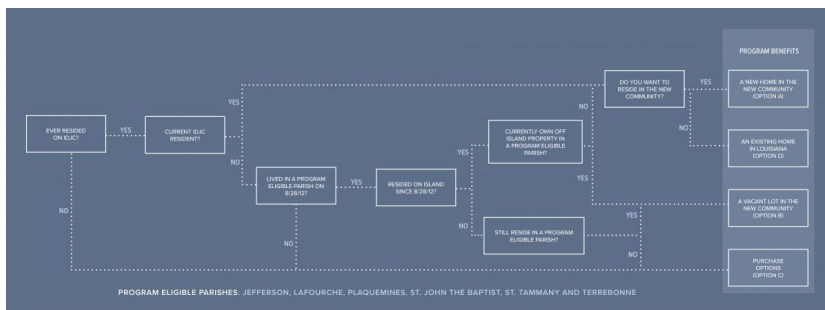 PROGRAM BENEFITS
EVER RESIDED
ON IDJC?
YES
NO
CURRENT IDJC
RESIDENT?
YES
NO
LIVED IN A PROGRAM
ELIGIBLE PARISH ON
8/28/12?
YES
NO
RESIDED ON ISLAND
SINCE 8/28/12?
YES
NO
CURRENTLY OWN OFF
ISLAND PROPERTY IN
A PROGRAM ELIGIBLE
PARISH?
NO
YES
STILL RESIDE IN A PROGRAM
ELIGIBLE PARISH?
YES
NO
DO YOU WANT TO
RESIDE IN THE NEW
COMMUNITY?
YES
NO
A NEW HOME IN THE
NEW COMMUNITY
(OPTION A)
AN EXISTING HOME
IN LOUISIANA
(OPTION D)
A VACANT LOT IN THE
NEW COMMUNITY
(OPTION B)
PURCHASE
OPTIONS
(OPTION C)
PROGRAM ELIGIBLE PARISHES: JEFFERSON, LAFOURCHE, PLAQUEMINES, ST. JOHN THE BAPTIST, ST. TAMMANY AND TERREBONNE